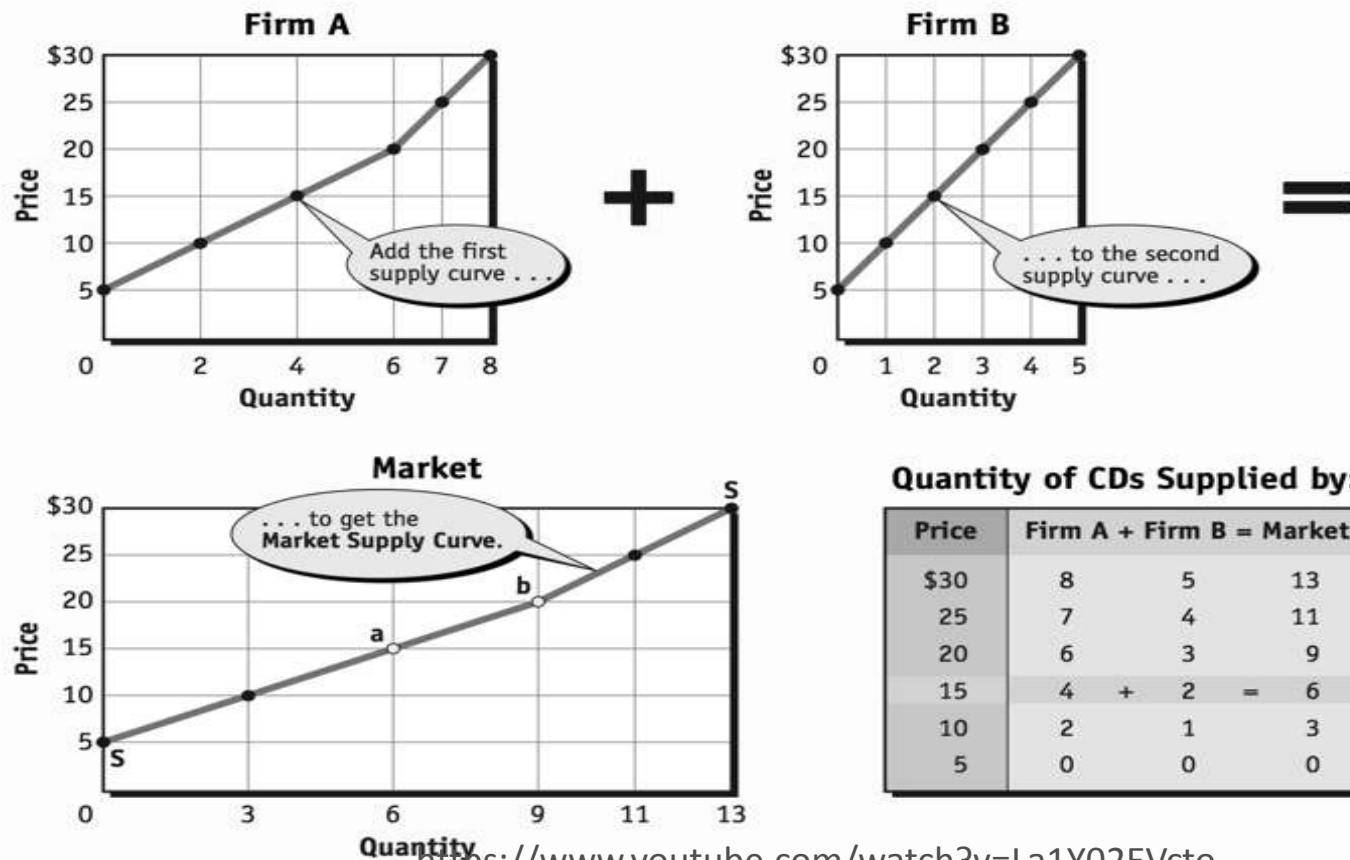 Firm A
$30
25
20
15
10
5
0
2 4 6 7 8
Price
Quantity
Add the first
supply curve . . .
+
Firm B
$30
25
20
15
10
5
0
1 2 3 4 5
Price
Quantity
. . . to the second
supply curve . . .
=
Market
$30
25
20
15
10
5
0
3 6 9 11 13
Price
Quantity
. . . to get the
Market Supply Curve.
S
a
b
S
Quantity of CDs Supplied by:
Price Firm A + Firm B = Market
$30 8 5 13
25 7 4 11
20 6 3 9
15 4 + 2 = 6
10 2 1 3
5 0 0 0